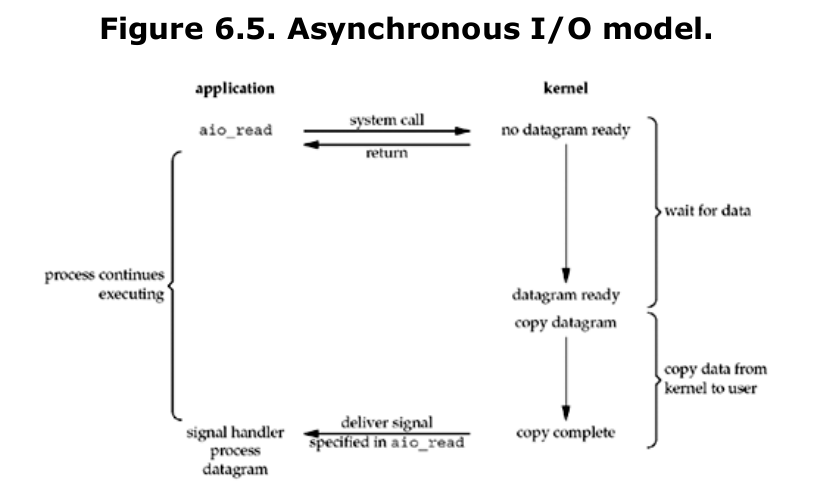 Figure 6.5. Asynchronous I/O model.
application
kernel
aio_read
system call
no datagram ready
return
wait for data
process continues
executing
datagram ready
copy datagram
copy data from
kernel to user
deliver signal
signal handler
specified in aio_read
copy complete
process
datagram